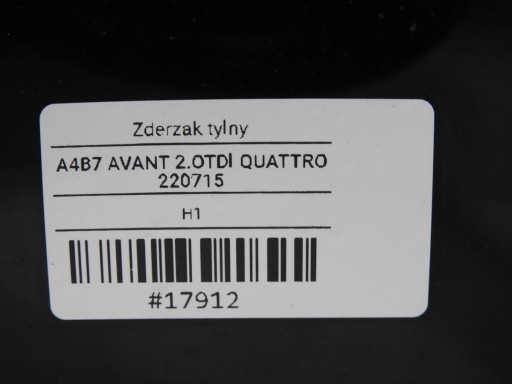 Zderzak tylny
A4B7 AVANT 2.0TDI QUATTRO
220715
H1
#17912